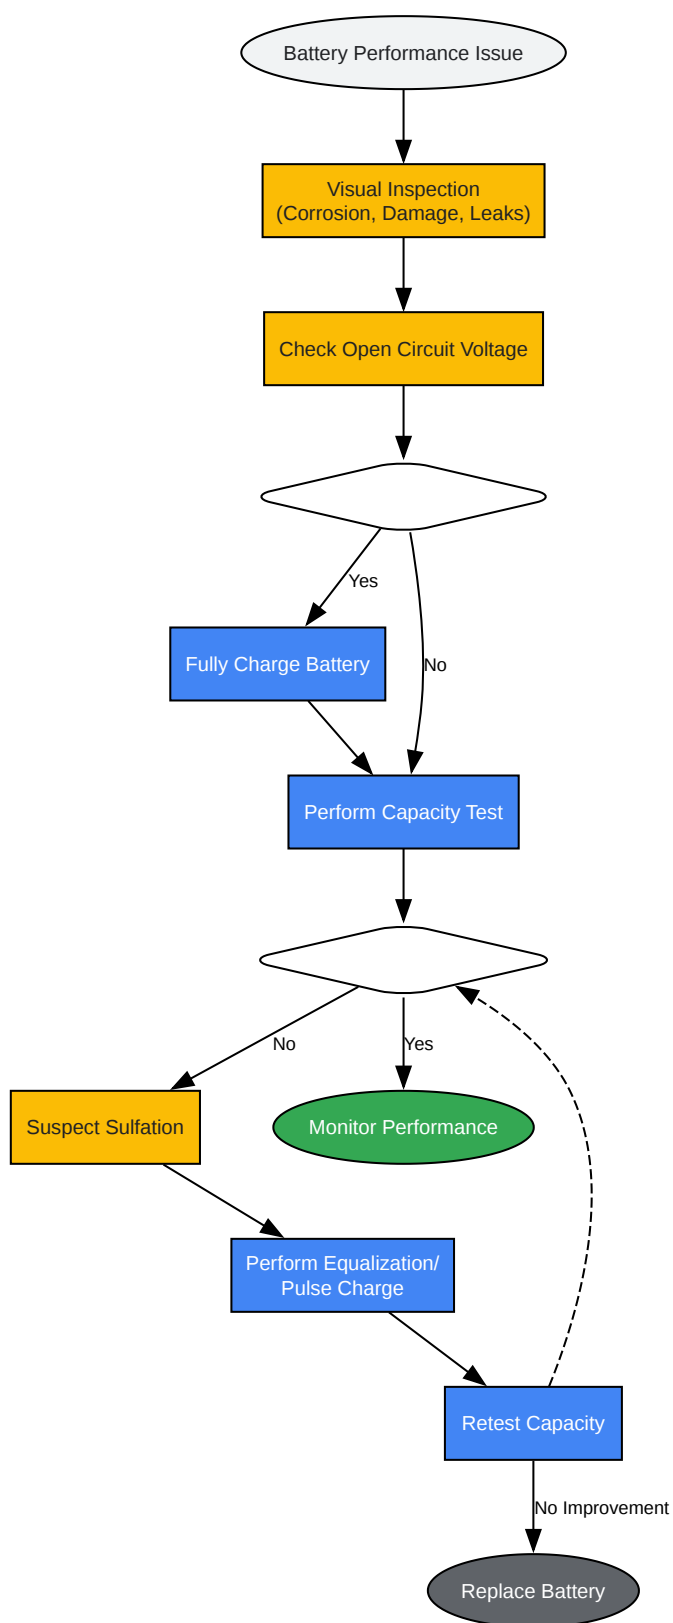 Battery Performance Issue
Visual Inspection
(Corrosion, Damage, Leaks)
Check Open Circuit Voltage
Yes
Fully Charge Battery
No
Perform Capacity Test
No
Yes
Suspect Sulfation
Monitor Performance
Perform Equalization/
Pulse Charge
Retest Capacity
No Improvement
Replace Battery